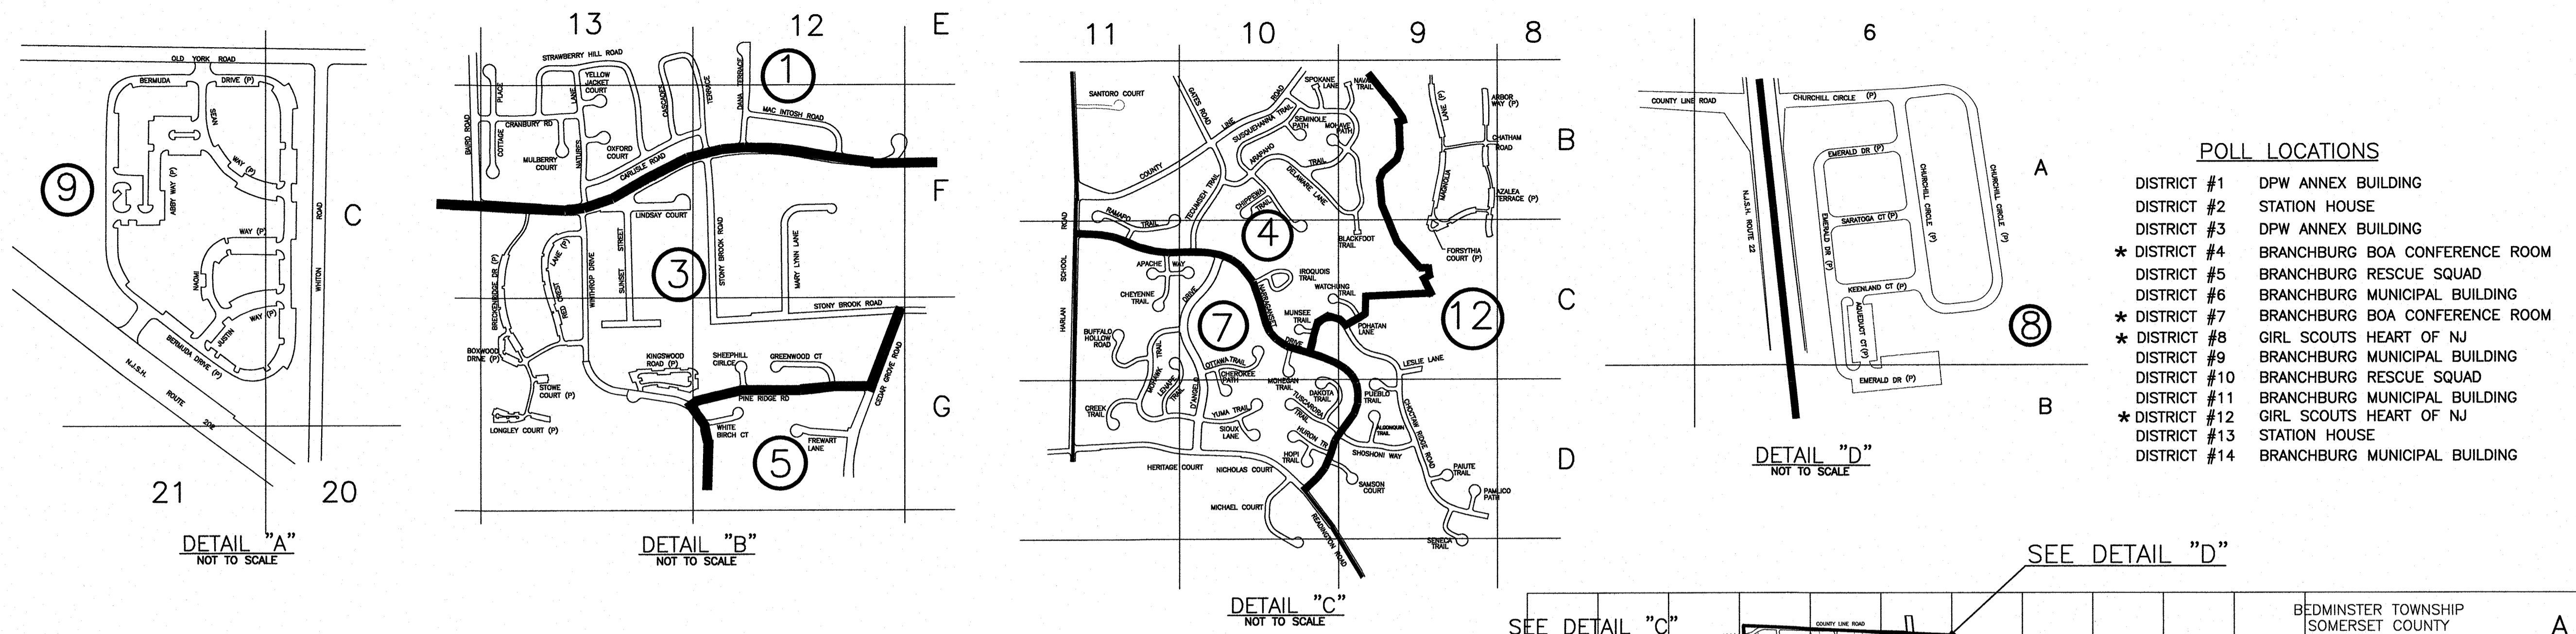 OLD YORK ROAD
BERMUDA DRIVE (P)
SEAN
WAY (P)
ABBY WAY (P)
9
C
ROAD
WHITON
WAY (P)
NAOMI
WAY (P)
JUSTIN
BERMUDA DRIVE (P)
N.J.S.H.
ROUTE
202
21 20
DETAIL "A"
NOT TO SCALE
13 12 E
STRAWBERRY HILL ROAD
1
YELLOW
JACKET
COURT
PLACE
LANE
CASCADES
TERRACE
DANA TERRACE
MAC INTOSH ROAD
BAIRD ROAD
CRANBURY RD
COTTAGE
MULBERRY
COURT
NATURE'S
OXFORD
COURT
CARLISLE ROAD
F
LINDSAY COURT
BRECKENRIDGE DR (P)
LANE (P)
RED CREST
WINTHROP DRIVE
STREET
SUNSET
3
STONY BROOK ROAD
MARY LYNN LANE
STONY BROOK ROAD
BOXWOOD
DRIVE (P)
KINGSWOOD
ROAD (P)
SHEEPHILL
CIRLCE
GREENWOOD CT
CEDAR GROVE ROAD
STOWE
COURT (P)
PINE RIDGE RD
G
LONGLEY COURT (P)
WHITE
BIRCH CT
FREWART
LANE
5
DETAIL "B"
NOT TO SCALE
11 10 9 8
SANTORO COURT
GATES ROAD
ROAD
LINE
COUNTY
SPOKANE
LANE
TRAIL
SUSQUEHANNA TRAIL
SEMINOLE
PATH
MOHAVE
PATH
LANE (P)
MAGNOLIA
ARBOR
WAY (P)
CHATHAM
ROAD
B
ARAPAHO
TRAIL
DELAWARE LANE
TECUMSEH TRAIL
CHIPPEWA
TRAIL
AZALEA
TERRACE (P)
RAMAPO TRAIL
4
BLACKFOOT
TRAIL
FORSYTHIA
COURT (P)
ROAD
SCHOOL
HARLAN
APACHE WAY
CHEYENNE
TRAIL
DRIVE
D'ANGELO
IROQUDIS
TRAIL
WATCHUNG
TRAIL
C
NARRAGANSET
DRIVE
7
12
MUNSEE
TRAIL
POHATAN
LANE
BUFFALO
HOLLOW
ROAD
LESLIE LANE
MOHAWK
TRAIL
LENAPE
TRAIL
OTTAWA TRAIL
CHEROKEE
PATH
MOHEGAN
TRAIL
DAKOTA
TRAIL
PUEBLO
TRAIL
CREEK
TRAIL
YUMA TRAIL
TUSCARORA
TRAIL
CHOCTAW RIDGE ROAD
SIOUX
LANE
HURON TR
ALGONQUIN
TRAIL
HOPI
TRAIL
SHOSHONI WAY
D
HERITAGE COURT
NICHOLAS COURT
PAIUTE
TRAIL
SAMSON
COURT
PAMLICO
PATH
MICHAEL COURT
READINGTON ROAD
SENECA
TRAIL
DETAIL "C"
NOT TO SCALE
6
COUNTY LINE ROAD
CHURCHILL CIRCLE (P)
N.J.S.H. ROUTE 22
EMERALD DR (P)
A
CHURCHILL CIRCLE (P)
CHURCHILL CIRCLE (P)
SARATOGA CT (P)
EMERALD DR (P)
KEENLAND CT (P)
AQUEDUCT CT (P)
8
EMERALD DR (P)
B
DETAIL "D"
NOT TO SCALE
POLL LOCATIONS
DISTRICT #1 DPW ANNEX BUILDING
DISTRICT #2 STATION HOUSE
DISTRICT #3 DPW ANNEX BUILDING
* DISTRICT #4 BRANCHBURG BOA CONFERENCE ROOM
DISTRICT #5 BRANCHBURG RESCUE SQUAD
DISTRICT #6 BRANCHBURG MUNICIPAL BUILDING
* DISTRICT #7 BRANCHBURG BOA CONFERENCE ROOM
* DISTRICT #8 GIRL SCOUTS HEART OF NJ
DISTRICT #9 BRANCHBURG MUNICIPAL BUILDING
DISTRICT #10 BRANCHBURG RESCUE SQUAD
DISTRICT #11 BRANCHBURG MUNICIPAL BUILDING
* DISTRICT #12 GIRL SCOUTS HEART OF NJ
DISTRICT #13 STATION HOUSE
DISTRICT #14 BRANCHBURG MUNICIPAL BUILDING
SEE DETAIL "D"
SEE DETAIL "C"
COUNTY LINE ROAD
BEDMINSTER TOWNSHIP
SOMERSET COUNTY
A